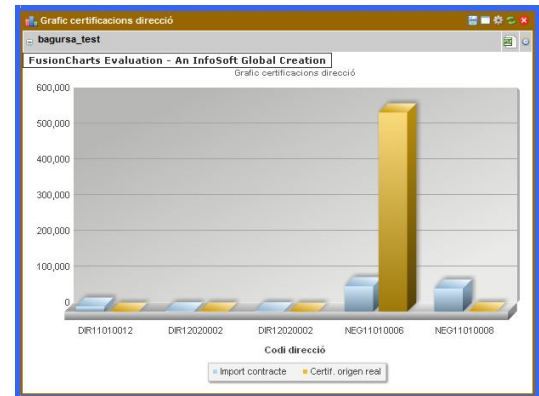 Grafic certificacions direcció
bagursa_test
FusionCharts Evaluation - An InfoSoft Global Creation
Grafic certificacions direcció
600,000
500,000
400,000
300,000
200,000
100,000
0
DIR11010012 DIR12020002 DIR12020002 NEG11010006 NEG11010008
Codi direcció
Import contracte Certif. origen real